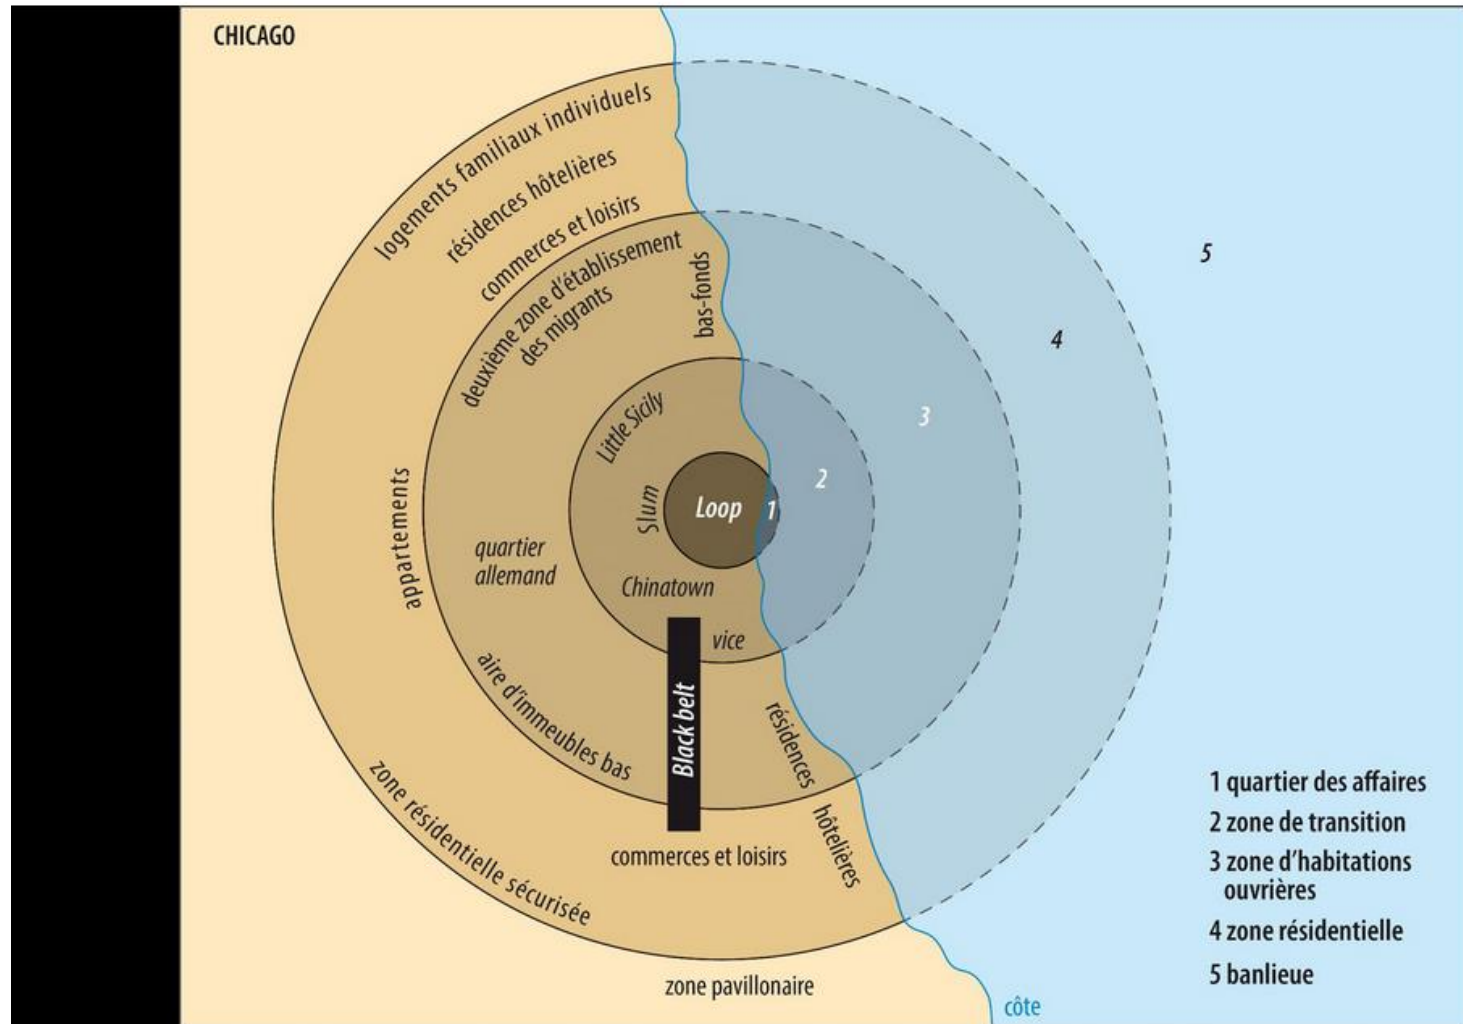 CHICAGO
logements familiaux individuels
résidences hôtelières
commerces et loisirs
deuxième zone d'établissement
des migrants
bas-fonds
Little Sicily
Slum
Loop
1
2
3
4
5
appartements
quartier
allemand
Chinatown
vice
Black belt
aire d'immeubles bas
résidences
hôtelières
zone résidentielle sécurisée
commerces et loisirs
zone pavillonaire
côte
1 quartier des affaires
2 zone de transition
3 zone d'habitations
ouvrières
4 zone résidentielle
5 banlieue